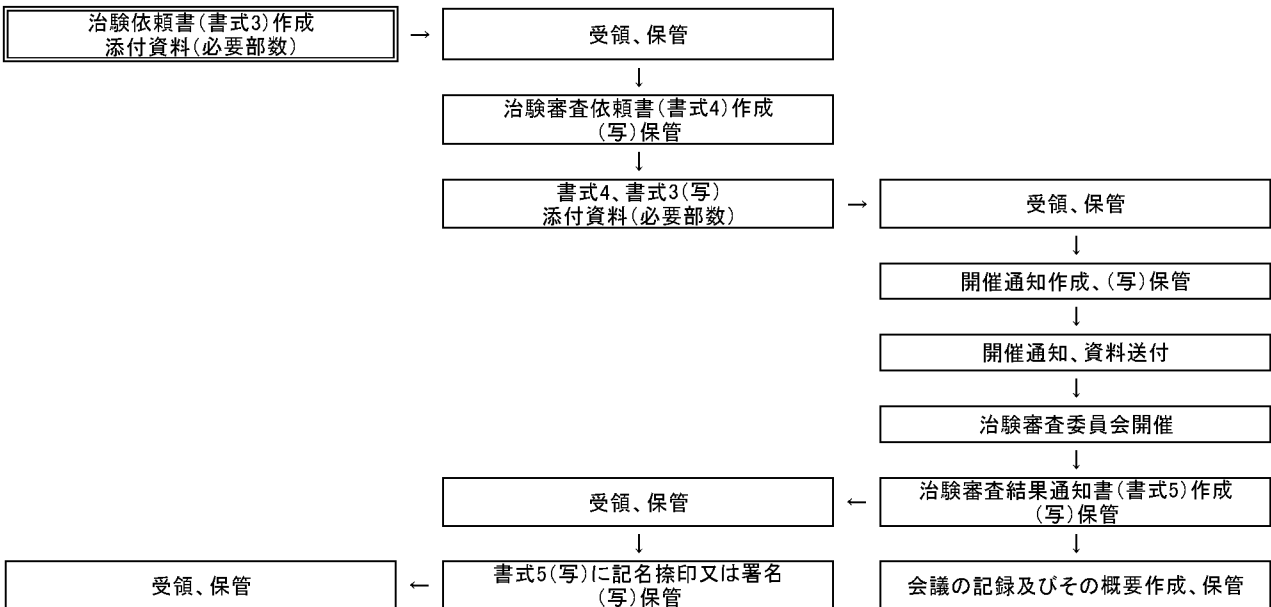 治験依頼書(書式3)作成
添付資料(必要部数)
→
受領、保管
↓
治験審査依頼書(書式4)作成
(写)保管
↓
書式4、書式3(写)
添付資料(必要部数)
→
受領、保管
↓
開催通知作成、(写)保管
↓
開催通知、資料送付
↓
治験審査委員会開催
↓
治験審査結果通知書(書式5)作成
(写)保管
←
受領、保管
↓
↓
会議の記録及びその概要作成、保管
書式5(写)に記名捺印又は署名
(写)保管
←
受領、保管